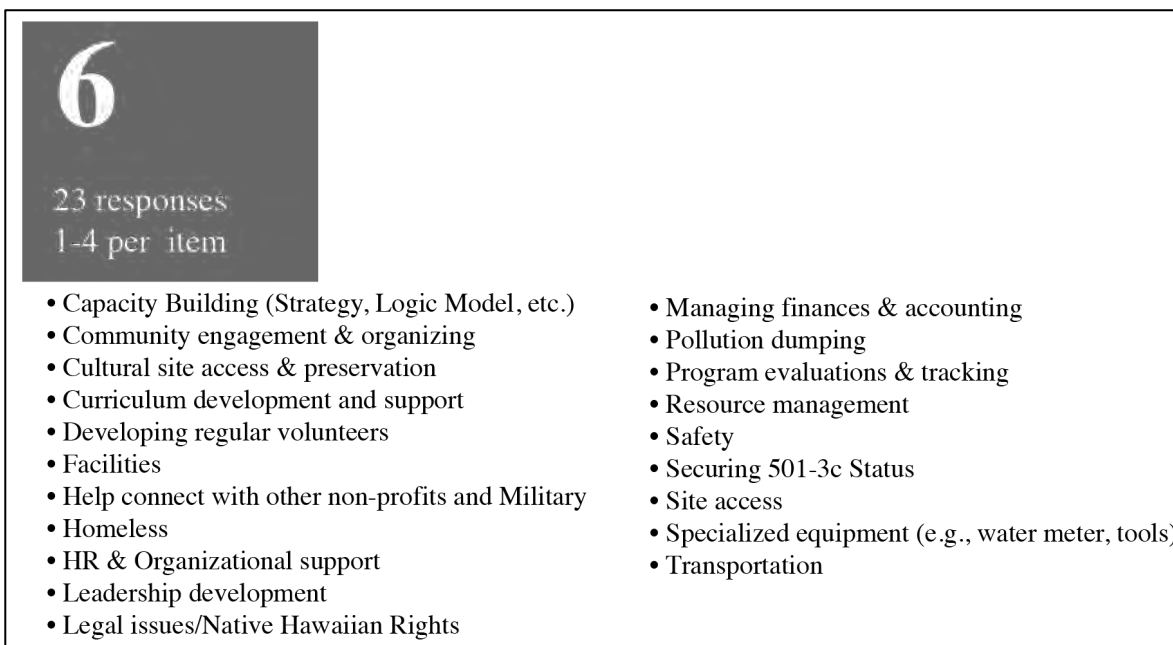 6
23 responses
1-4 per item
• Capacity Building (Strategy, Logic Model, etc.)
• Community engagement & organizing
• Cultural site access & preservation
• Curriculum development and support
• Developing regular volunteers
• Facilities
• Help connect with other non-profits and Military
• Homeless
• HR & Organizational support
• Leadership development
• Legal issues/Native Hawaiian Rights
• Managing finances & accounting
• Pollution dumping
• Program evaluations & tracking
• Resource management
• Safety
• Securing 501-3c Status
• Site access
• Specialized equipment (e.g., water meter, tools)
• Transportation